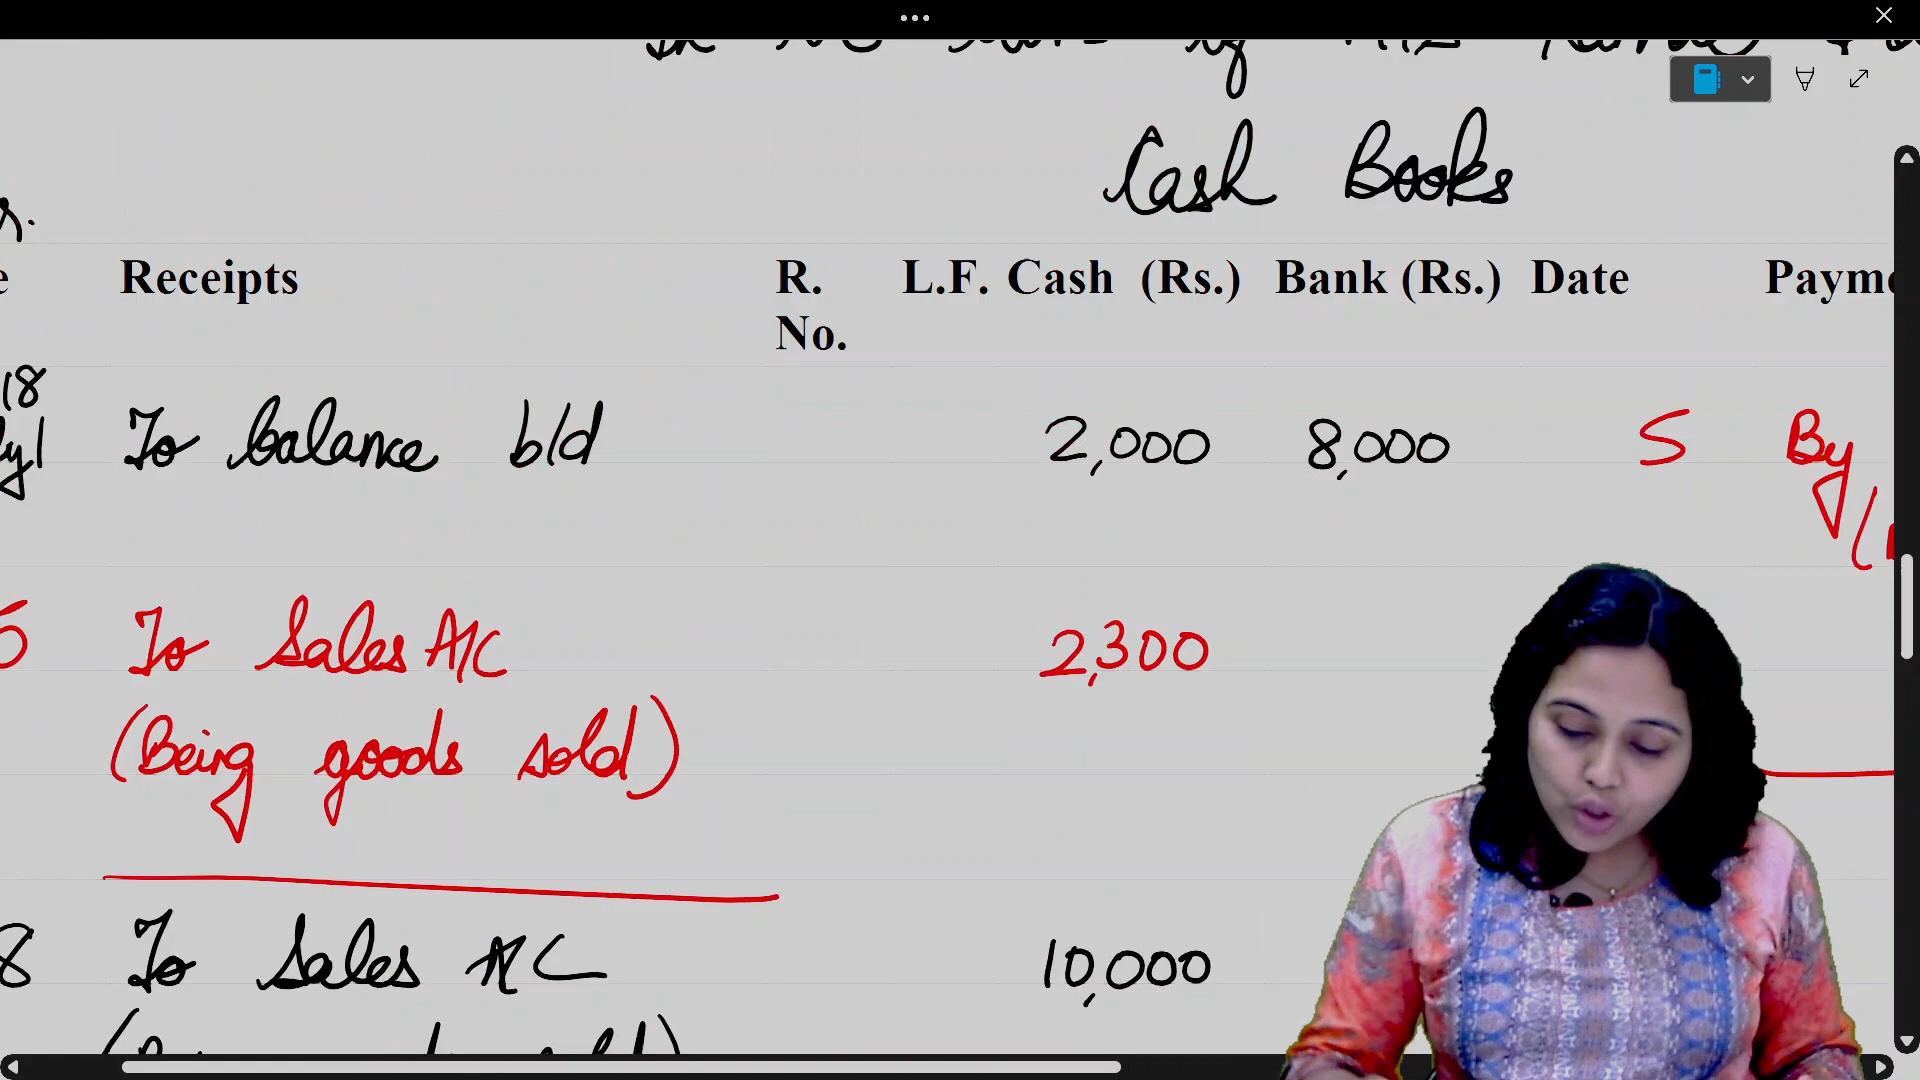 Cash Books
Receipts R. No. L.F. Cash (Rs.) Bank (Rs.) Date
18
To balance b/d 2,000 8,000 5 By
To Sales A/C 2,300
(Being goods sold)
8 To Sales A/C 10,000